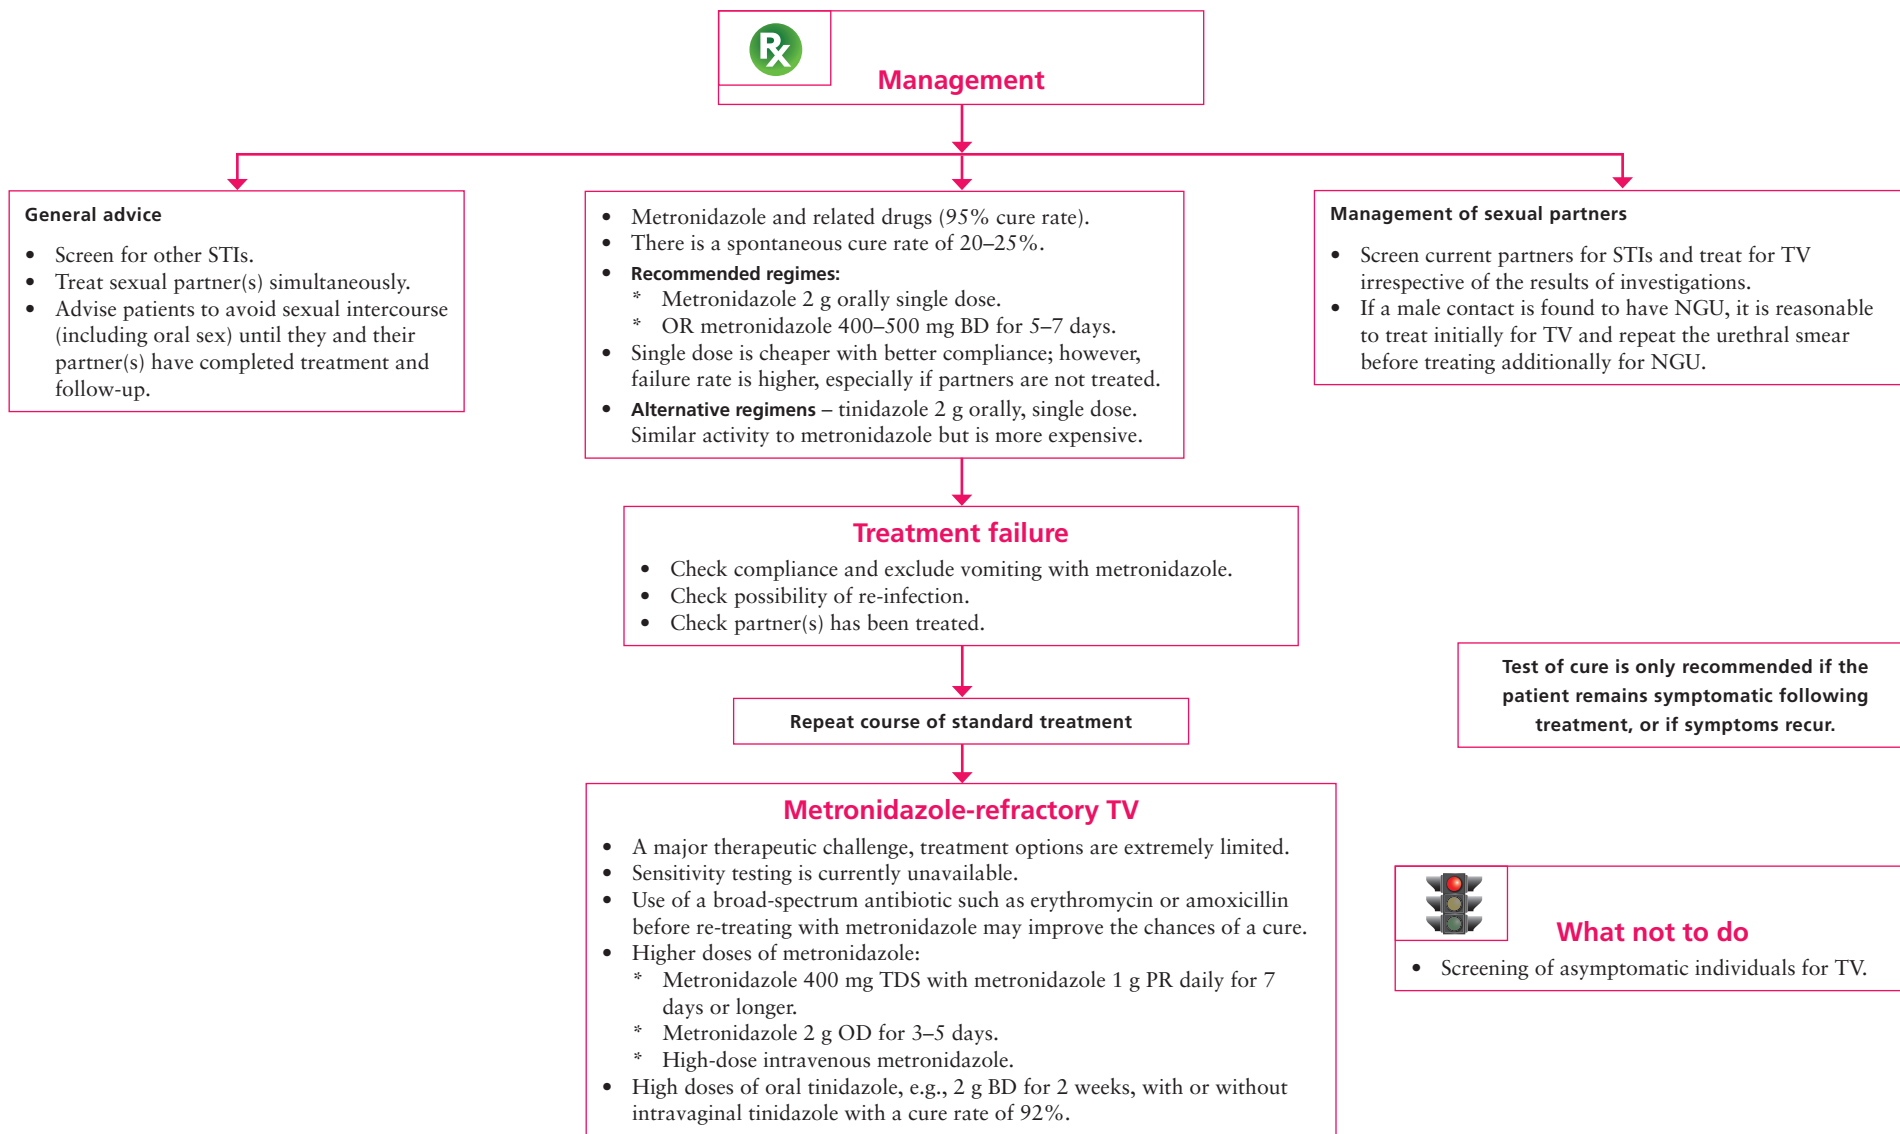 Rx
Management
General advice
• Screen for other STIs.
• Treat sexual partner(s) simultaneously.
• Advise patients to avoid sexual intercourse
(including oral sex) until they and their
partner(s) have completed treatment and
follow-up.
• Metronidazole and related drugs (95% cure rate).
• There is a spontaneous cure rate of 20–25%.
• Recommended regimes:
* Metronidazole 2 g orally single dose.
* OR metronidazole 400–500 mg BD for 5–7 days.
• Single dose is cheaper with better compliance; however,
failure rate is higher, especially if partners are not treated.
• Alternative regimens – tinidazole 2 g orally, single dose.
Similar activity to metronidazole but is more expensive.
Management of sexual partners
• Screen current partners for STIs and treat for TV
irrespective of the results of investigations.
• If a male contact is found to have NGU, it is reasonable
to treat initially for TV and repeat the urethral smear
before treating additionally for NGU.
Treatment failure
• Check compliance and exclude vomiting with metronidazole.
• Check possibility of re-infection.
• Check partner(s) has been treated.
Repeat course of standard treatment
Test of cure is only recommended if the
patient remains symptomatic following
treatment, or if symptoms recur.
Metronidazole-refractory TV
• A major therapeutic challenge, treatment options are extremely limited.
• Sensitivity testing is currently unavailable.
• Use of a broad-spectrum antibiotic such as erythromycin or amoxicillin
before re-treating with metronidazole may improve the chances of a cure.
• Higher doses of metronidazole:
* Metronidazole 400 mg TDS with metronidazole 1 g PR daily for 7
days or longer.
* Metronidazole 2 g OD for 3–5 days.
* High-dose intravenous metronidazole.
• High doses of oral tinidazole, e.g., 2 g BD for 2 weeks, with or without
intravaginal tinidazole with a cure rate of 92%.
What not to do
• Screening of asymptomatic individuals for TV.